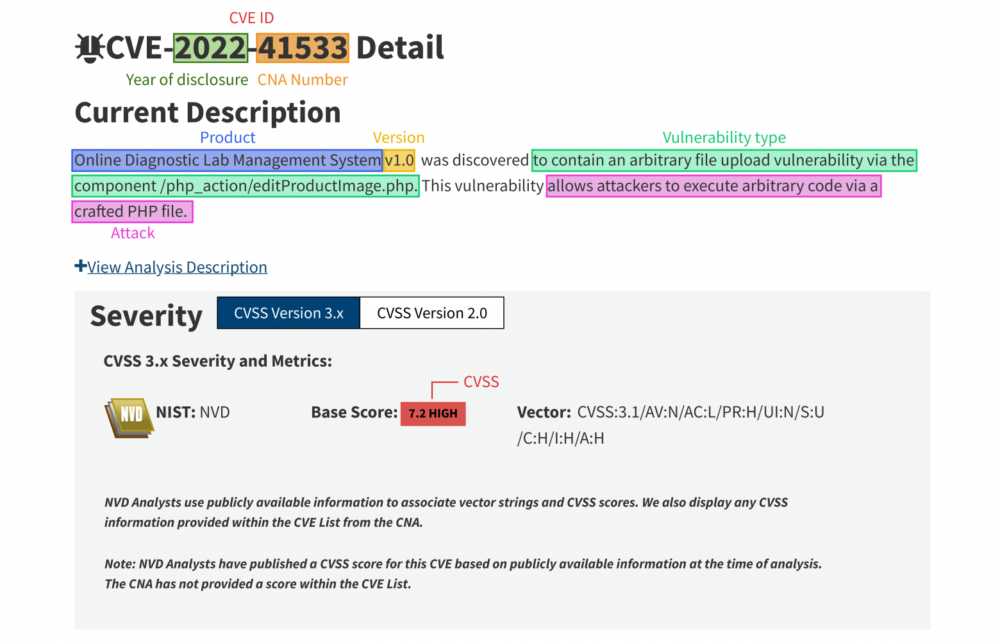 CVE ID
CVE-2022-41533 Detail
Year of disclosure CNA Number
Current Description
Product Version Vulnerability type
Online Diagnostic Lab Management System v1.0 was discovered to contain an arbitrary file upload vulnerability via the
component /php_action/editProductImage.php. This vulnerability allows attackers to execute arbitrary code via a
crafted PHP file.
Attack
+View Analysis Description
Severity CVSS Version 3.x CVSS Version 2.0
CVSS 3.x Severity and Metrics:
CVSS
NVD NIST: NVD Base Score: 7.2 HIGH Vector: CVSS:3.1/AV:N/AC:L/PR:H/UI:N/S:U
/C:H/I:H/A:H
NVD Analysts use publicly available information to associate vector strings and CVSS scores. We also display any CVSS
information provided within the CVE List from the CNA.
Note: NVD Analysts have published a CVSS score for this CVE based on publicly available information at the time of analysis.
The CNA has not provided a score within the CVE List.